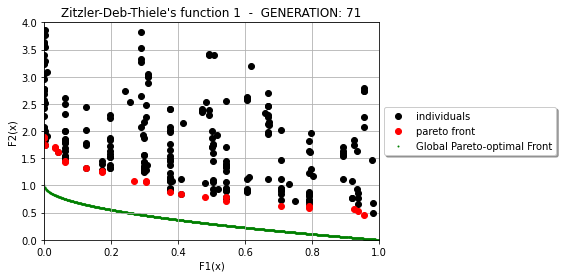 Zitzler-Deb-Thiele's function 1 - GENERATION: 71
4.0
3.5
3.0
2.5
2.0
1.5
1.0
0.5
0.0
F2(x)
0.0 0.2 0.4 0.6 0.8 1.0
F1(x)
individuals
pareto front
Global Pareto-optimal Front